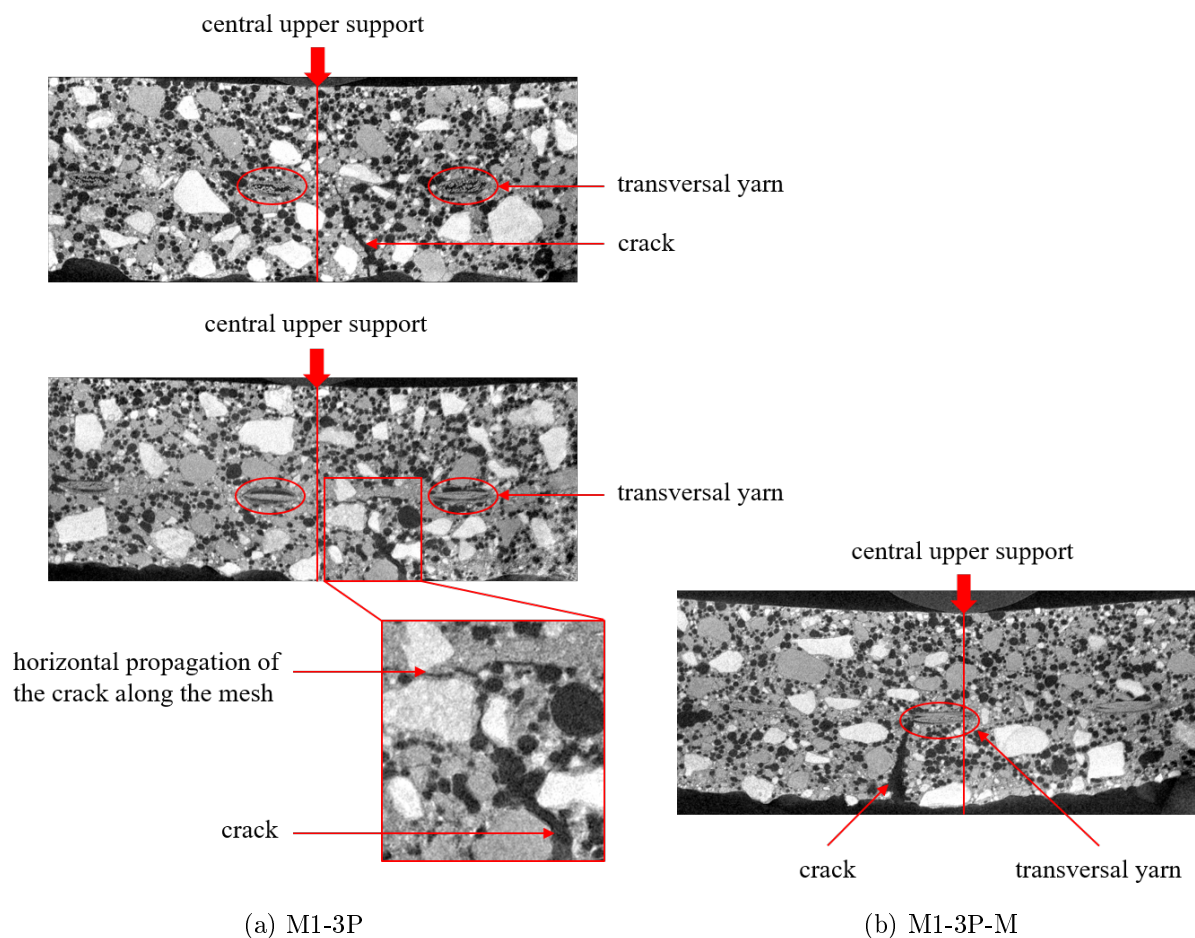 central upper support
transversal yarn
crack
central upper support
transversal yarn
central upper support
horizontal propagation of
the crack along the mesh
crack
crack
transversal yarn
(a) M1-3P
(b) M1-3P-M